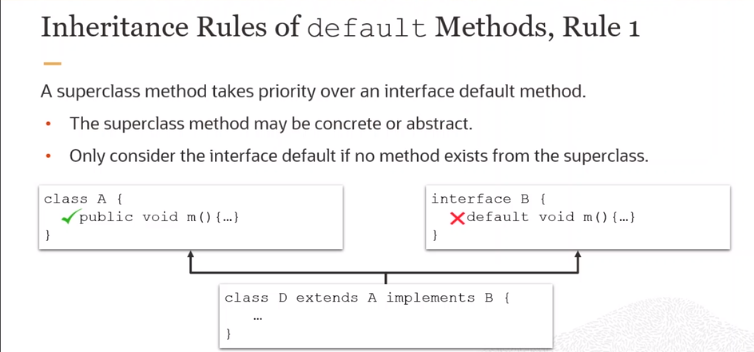 Inheritance Rules of default Methods, Rule 1
A superclass method takes priority over an interface default method.
• The superclass method may be concrete or abstract.
• Only consider the interface default if no method exists from the superclass.
class A {
public void m(){…}
}
interface B {
default void m(){…}
}
class D extends A implements B {
…
}